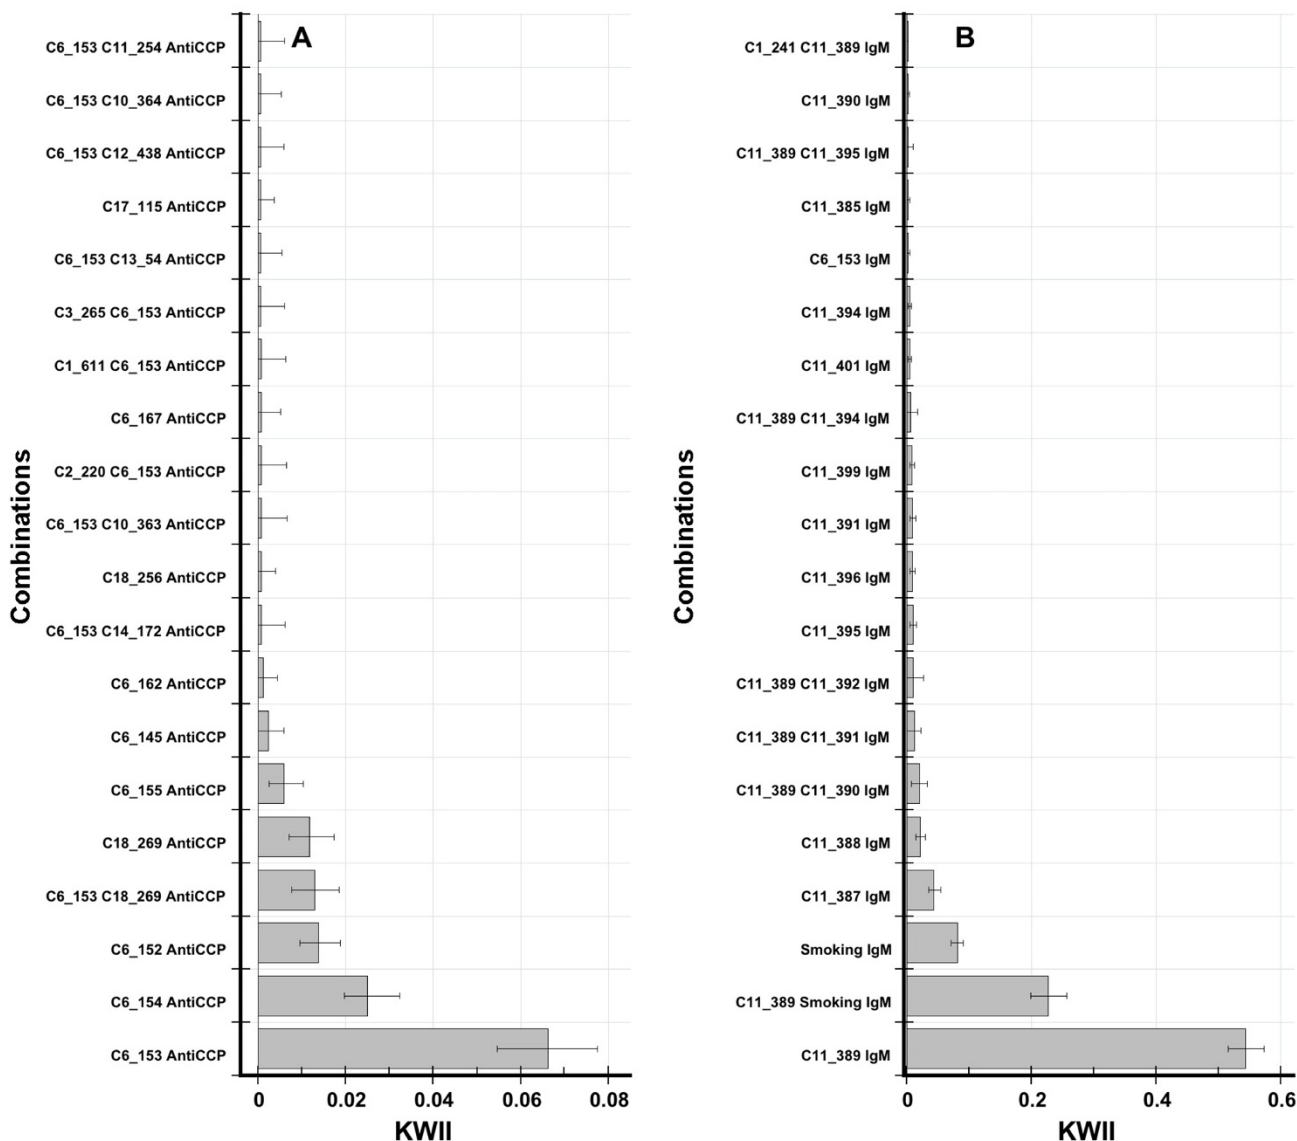 A
Combinations
C6_153 C11_254 AntiCCP
C6_153 C10_364 AntiCCP
C6_153 C12_438 AntiCCP
C17_115 AntiCCP
C6_153 C13_54 AntiCCP
C3_265 C6_153 AntiCCP
C1_611 C6_153 AntiCCP
C6_167 AntiCCP
C2_220 C6_153 AntiCCP
C6_153 C10_363 AntiCCP
C18_256 AntiCCP
C6_153 C14_172 AntiCCP
C6_162 AntiCCP
C6_145 AntiCCP
C6_155 AntiCCP
C18_269 AntiCCP
C6_153 C18_269 AntiCCP
C6_152 AntiCCP
C6_154 AntiCCP
C6_153 AntiCCP
0 0.02 0.04 0.06 0.08
KWII
B
Combinations
C1_241 C11_389 IgM
C11_390 IgM
C11_389 C11_395 IgM
C11_385 IgM
C6_153 IgM
C11_394 IgM
C11_401 IgM
C11_389 C11_394 IgM
C11_399 IgM
C11_391 IgM
C11_396 IgM
C11_395 IgM
C11_389 C11_392 IgM
C11_389 C11_391 IgM
C11_389 C11_390 IgM
C11_388 IgM
C11_387 IgM
Smoking IgM
C11_389 Smoking IgM
C11_389 IgM
0 0.2 0.4 0.6
KWII